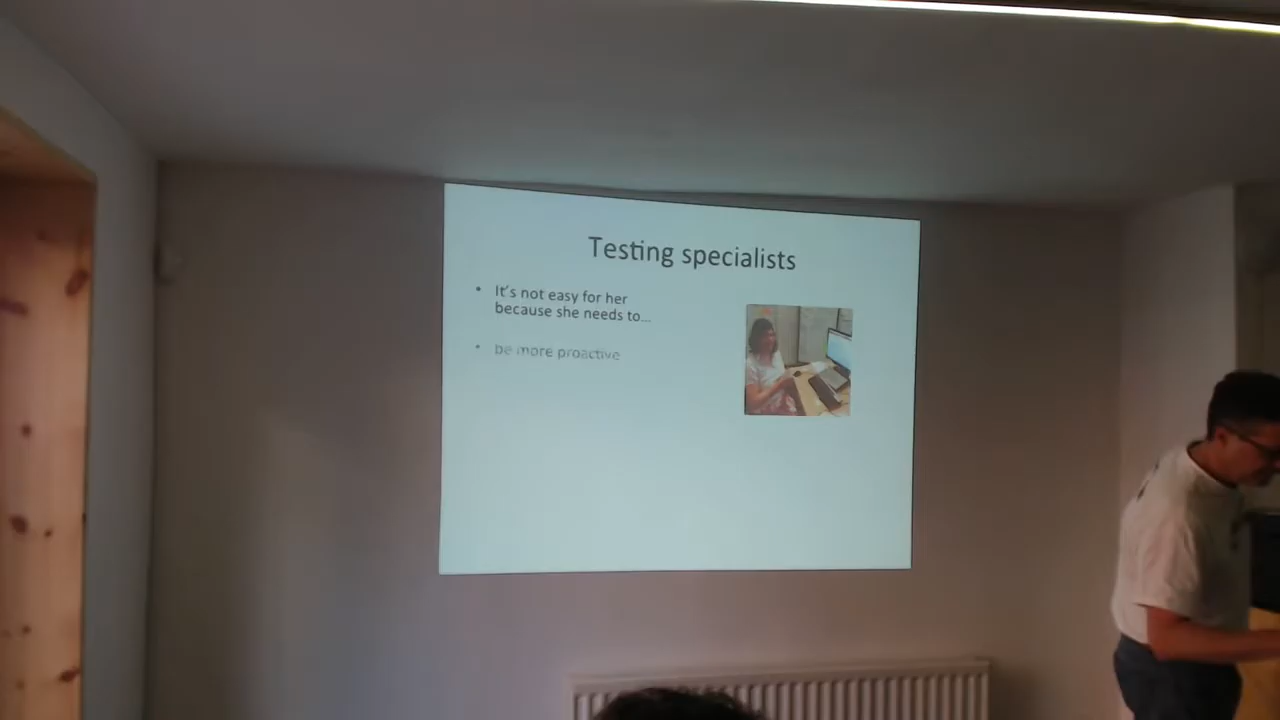 Testing specialists
• It's not easy for her
because she needs to...
• be more proactive